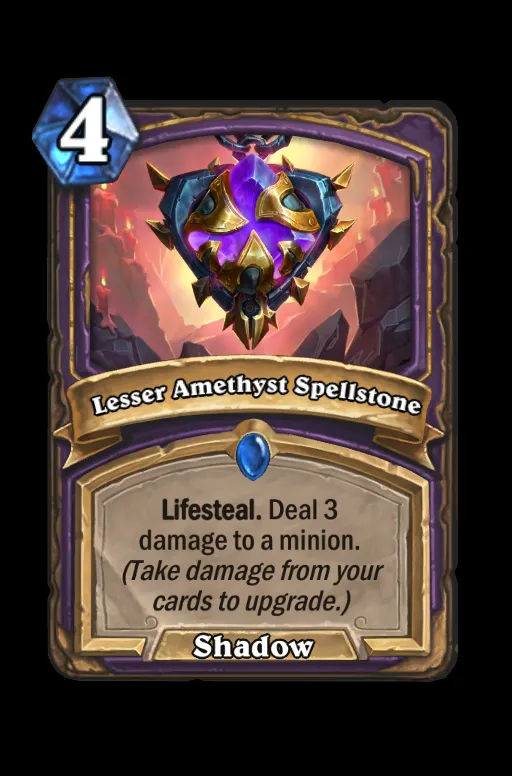 4
Lesser Amethyst Spellstone
Lifesteal. Deal 3
damage to a minion.
(Take damage from your
cards to upgrade.)
Shadow